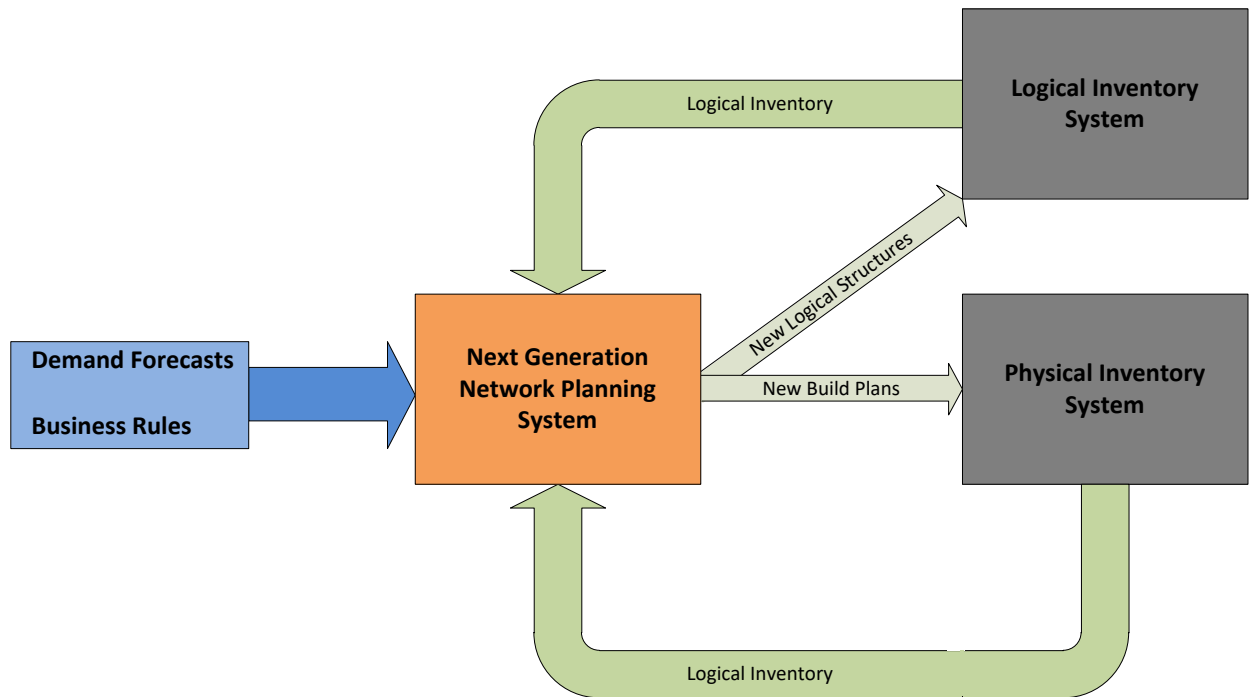 Logical Inventory
Logical Inventory
System
New Logical Structures
Demand Forecasts
Business Rules
Next Generation
Network Planning
System
New Build Plans
Physical Inventory
System
Logical Inventory